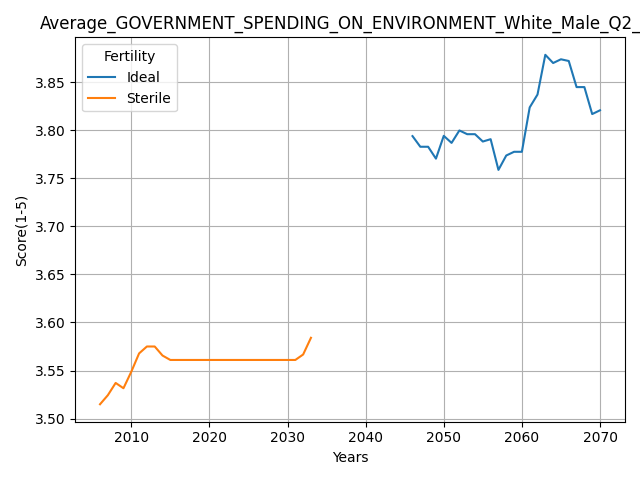 Average_GOVERNMENT_SPENDING_ON_ENVIRONMENT_White_Male_Q2_
Fertility
Ideal
Sterile
Score(1-5)
3.85
3.80
3.75
3.70
3.65
3.60
3.55
3.50
2010 2020 2030 2040 2050 2060 2070
Years